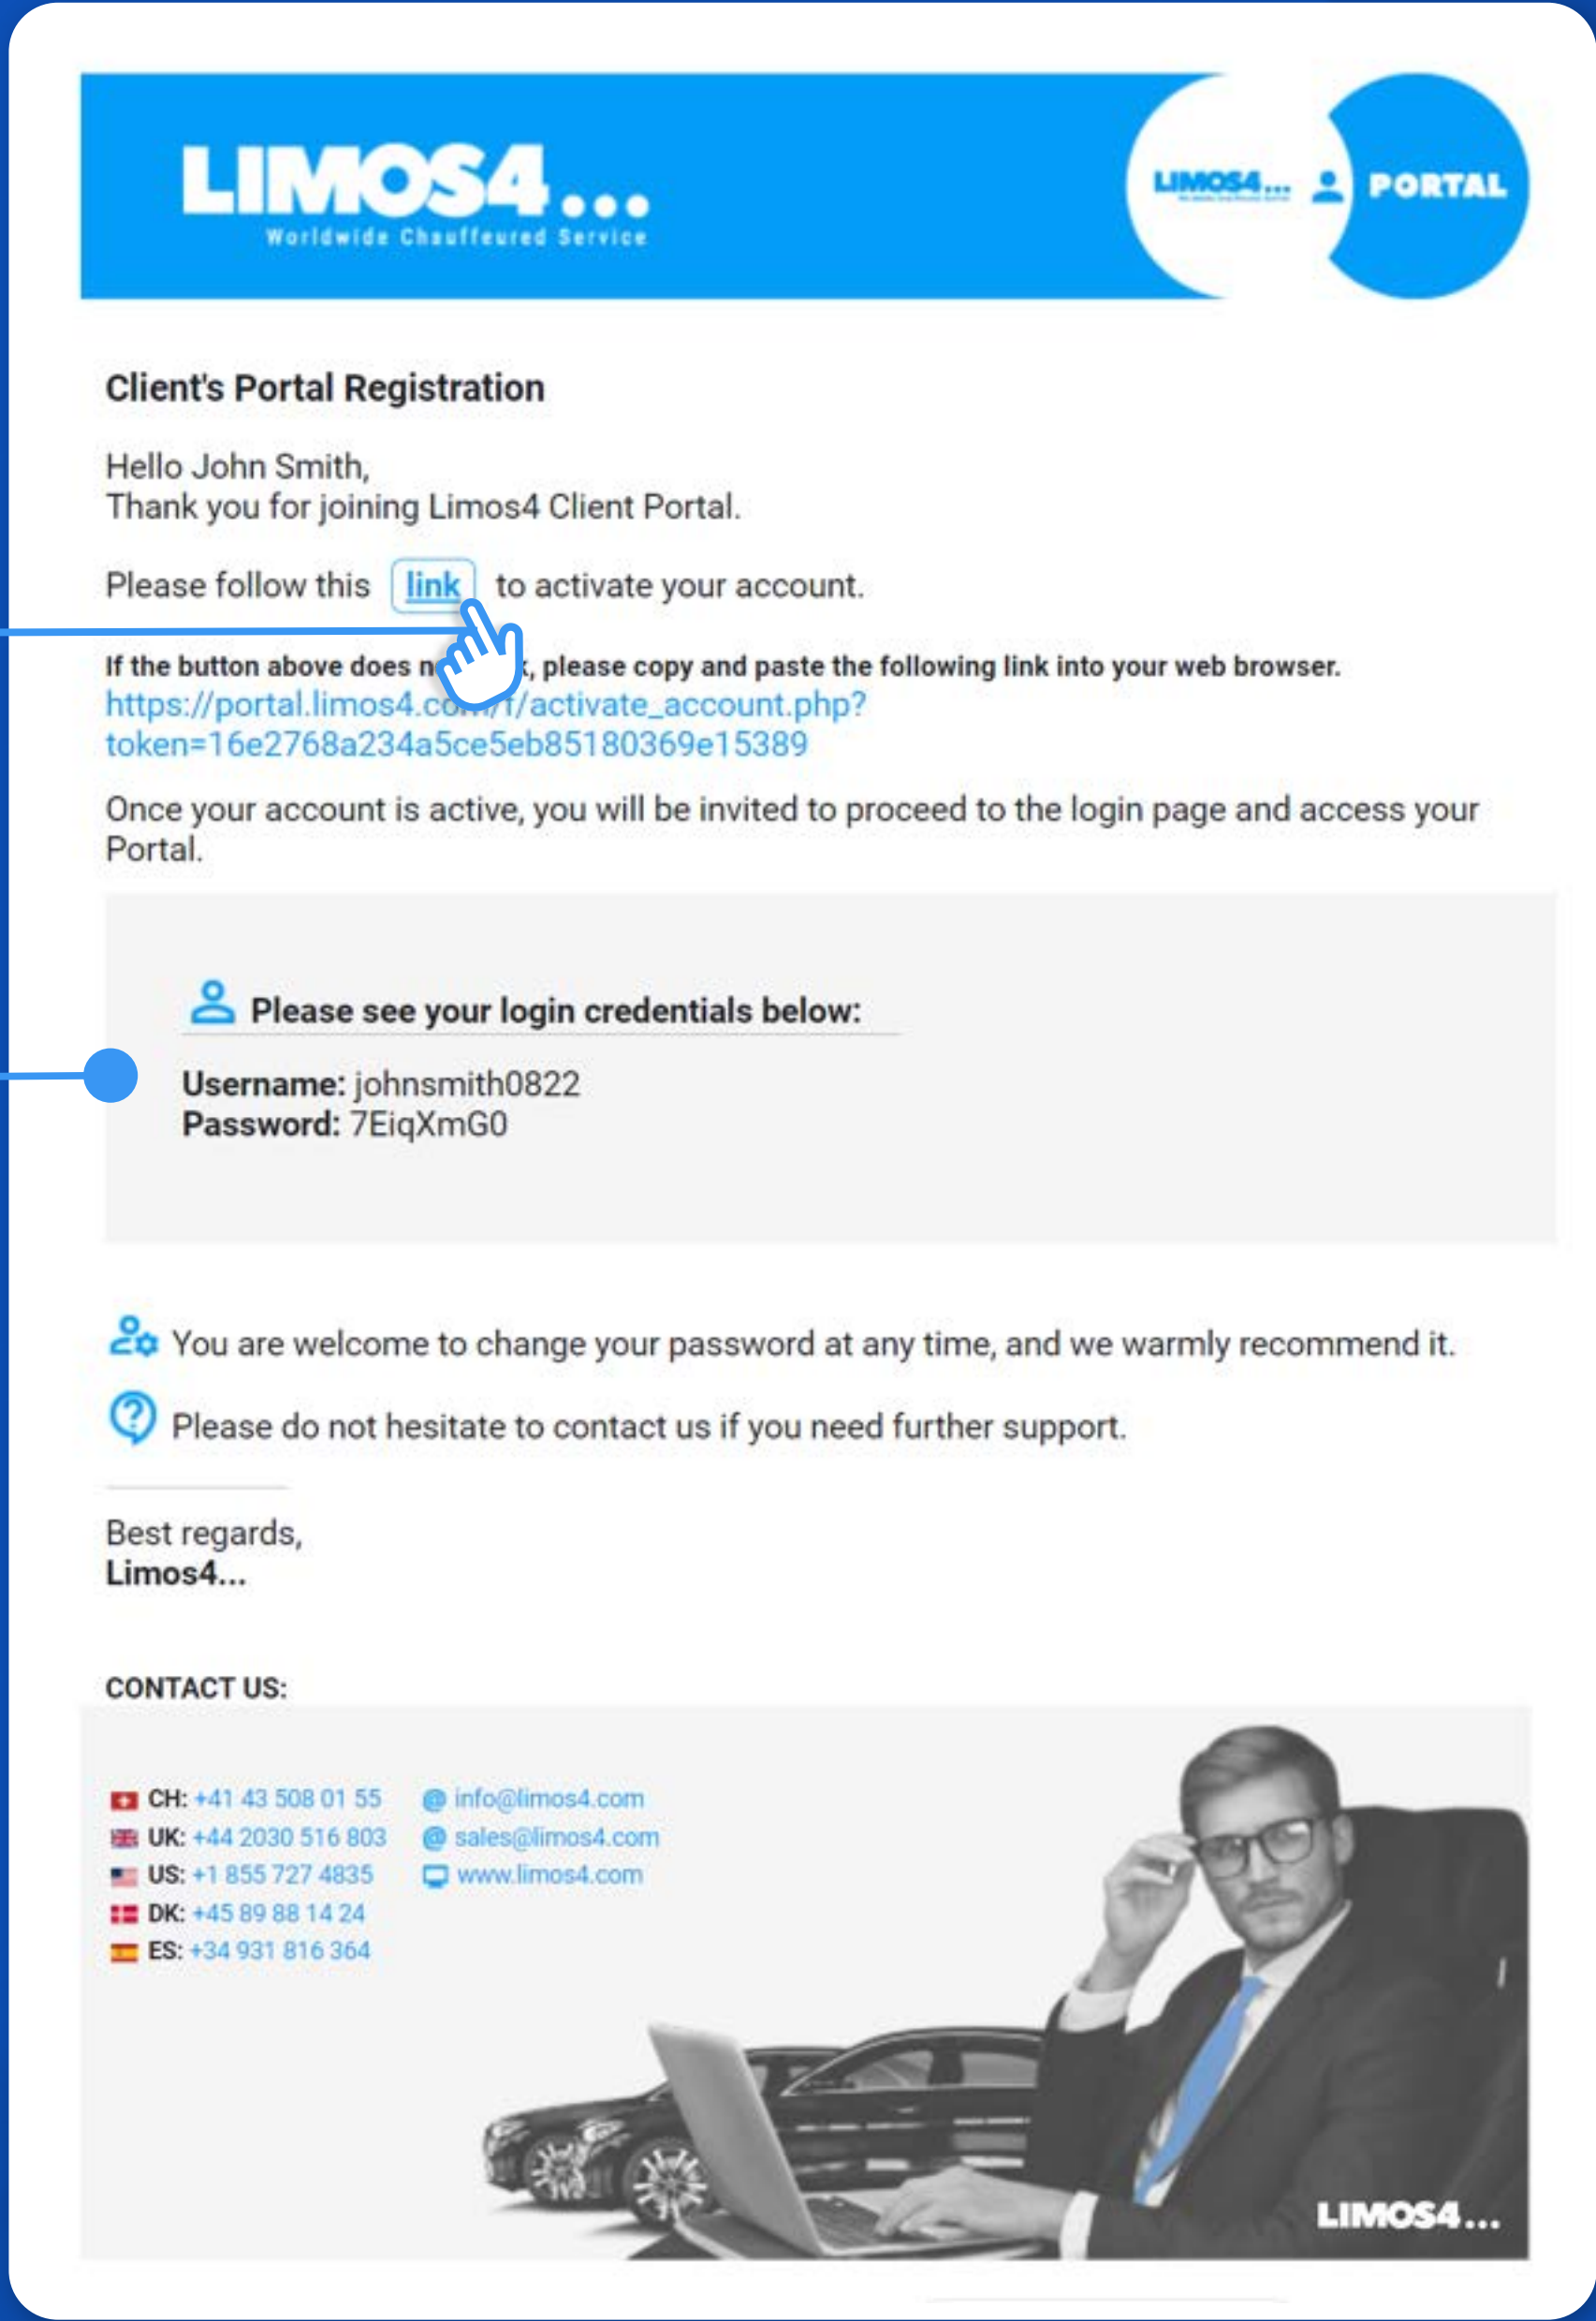 LIMOS4...
Worldwide Chauffeured Service
LIMOS4...
PORTAL
Client's Portal Registration
Hello John Smith,
Thank you for joining Limos4 Client Portal.
Please follow this link to activate your account.
If the button above does , please copy and paste the following link into your web browser.
https://portal.limos4.com/f/activate_account.php?
token=16e2768a234a5ce5eb85180369e15389
Once your account is active, you will be invited to proceed to the login page and access your
Portal.
Please see your login credentials below:
Username: johnsmith0822
Password: 7EiqXmG0
You are welcome to change your password at any time, and we warmly recommend it.
Please do not hesitate to contact us if you need further support.
Best regards,
Limos4...
CONTACT US:
CH: +41 43 508 01 55
UK: +44 2030 516 803
US: +1 855 727 4835
DK: +45 89 88 14 24
ES: +34 931 816 364
@ info@limos4.com
@ sales@limos4.com
www.limos4.com
LIMOS4...